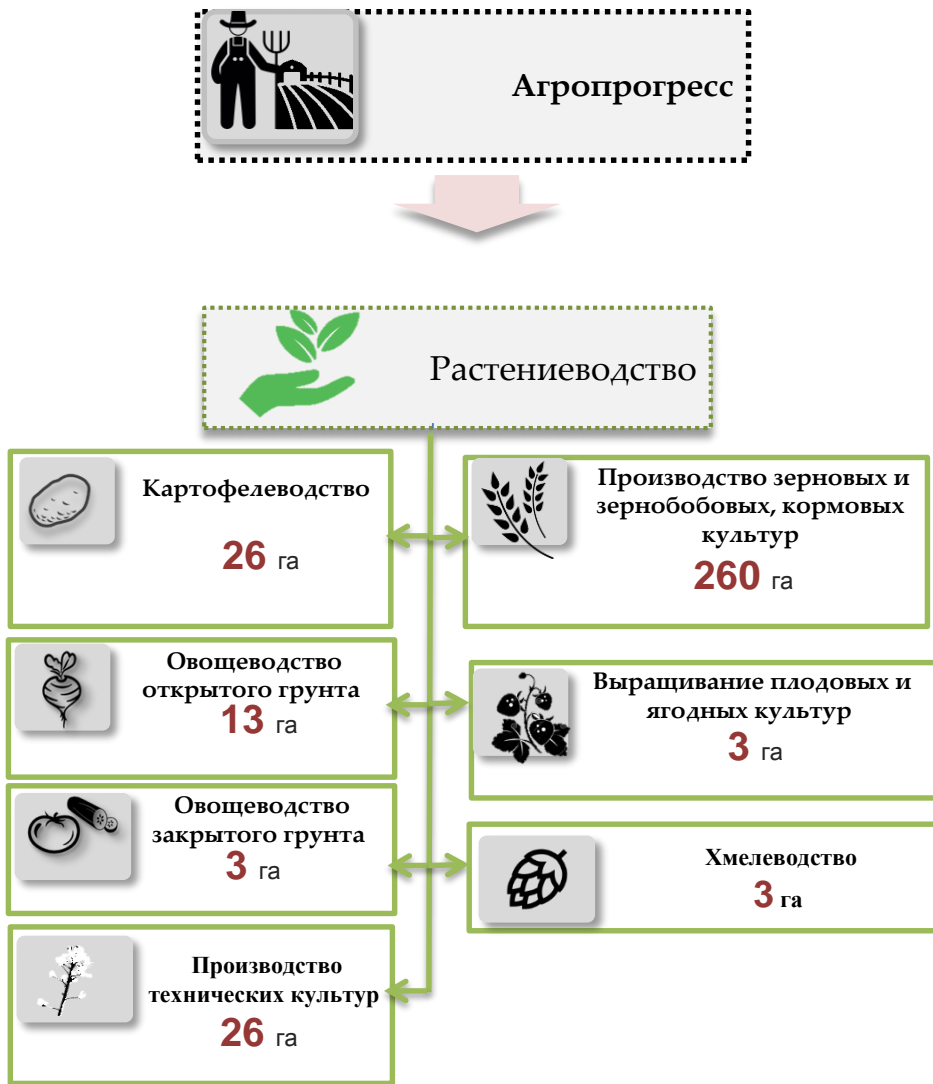 Агропрогресс
Растениеводство
Картофелеводство
26 га
Производство зерновых и
зернобобовых, кормовых
культур
260 га
Овощеводство
открытого грунта
13 га
Выращивание плодовых и
ягодных культур
3 га
Овощеводство
закрытого грунта
3 га
Хмелеводство
3 га
Производство
технических культур
26 га